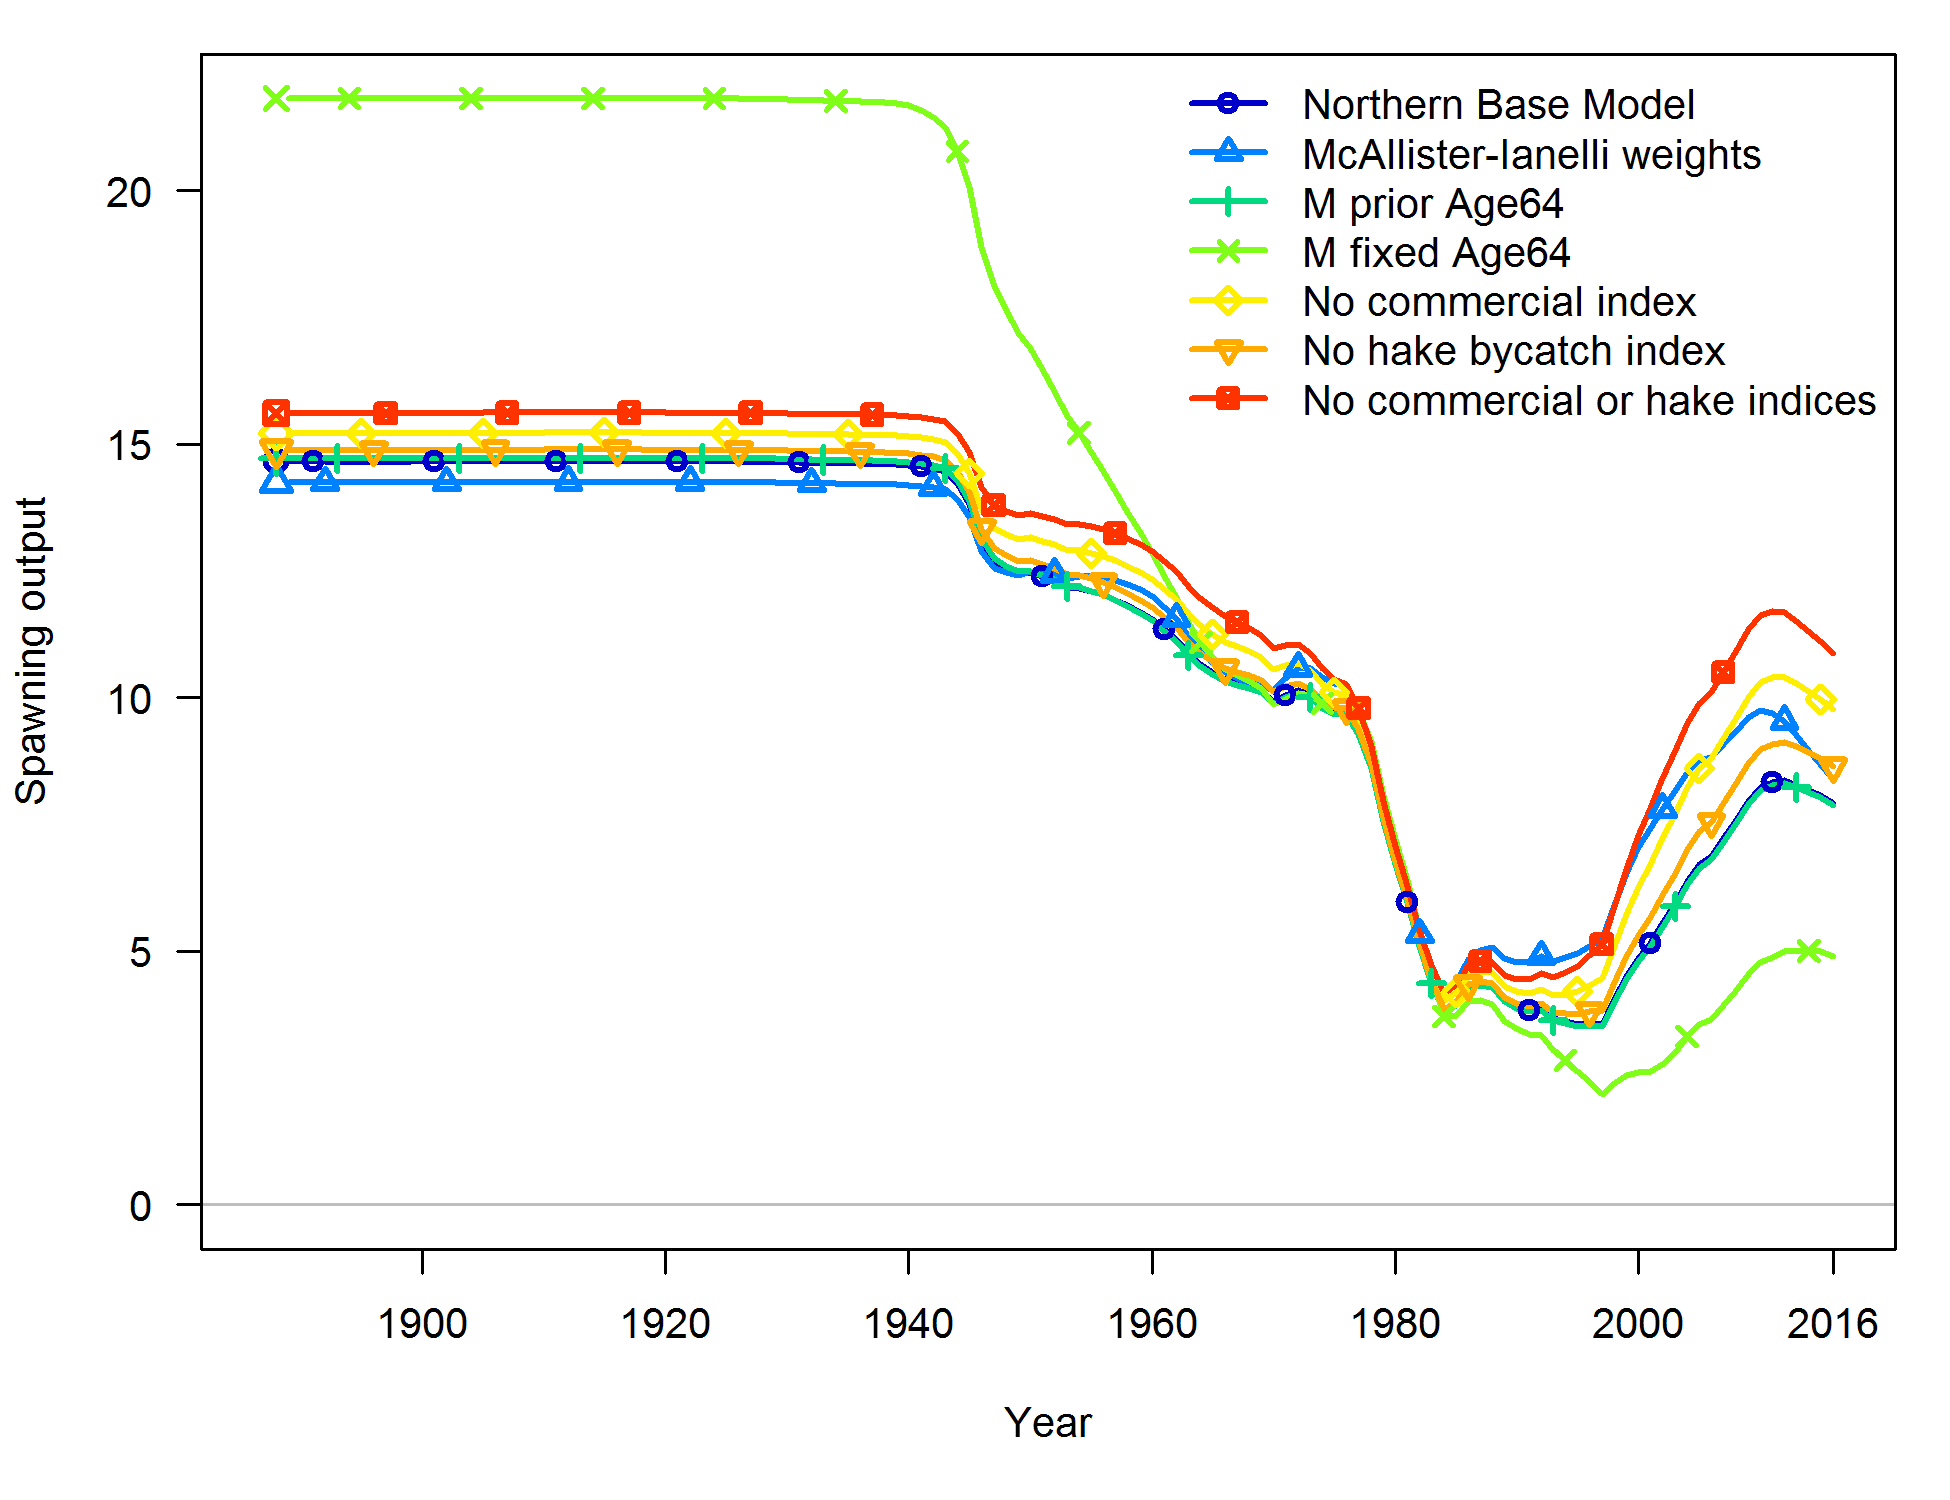 Northern Base Model
McAllister-Ianelli weights
M prior Age64
M fixed Age64
No commercial index
No hake bycatch index
No commercial or hake indices
Spawning output
20
15
10
5
0
1900
1920
1940
1960
1980
2000
2016
Year